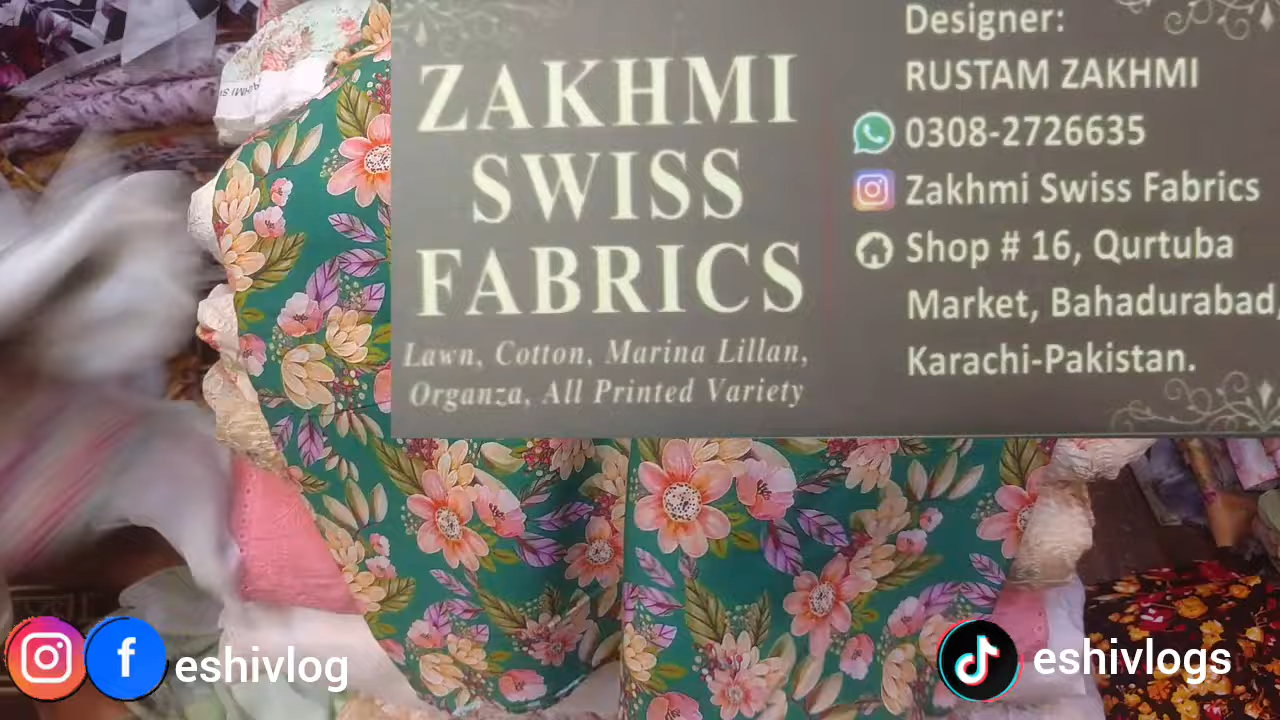 ZAKHMI
SWISS
FABRICS
Lawn, Cotton, Marina Lillan,
Organza, All Printed Variety
Designer:
RUSTAM ZAKHMI
0308-2726635
Zakhmi Swiss Fabrics
Shop # 16, Qurtuba
Market, Bahadurabad,
Karachi-Pakistan.
eshivlog
eshivlogs